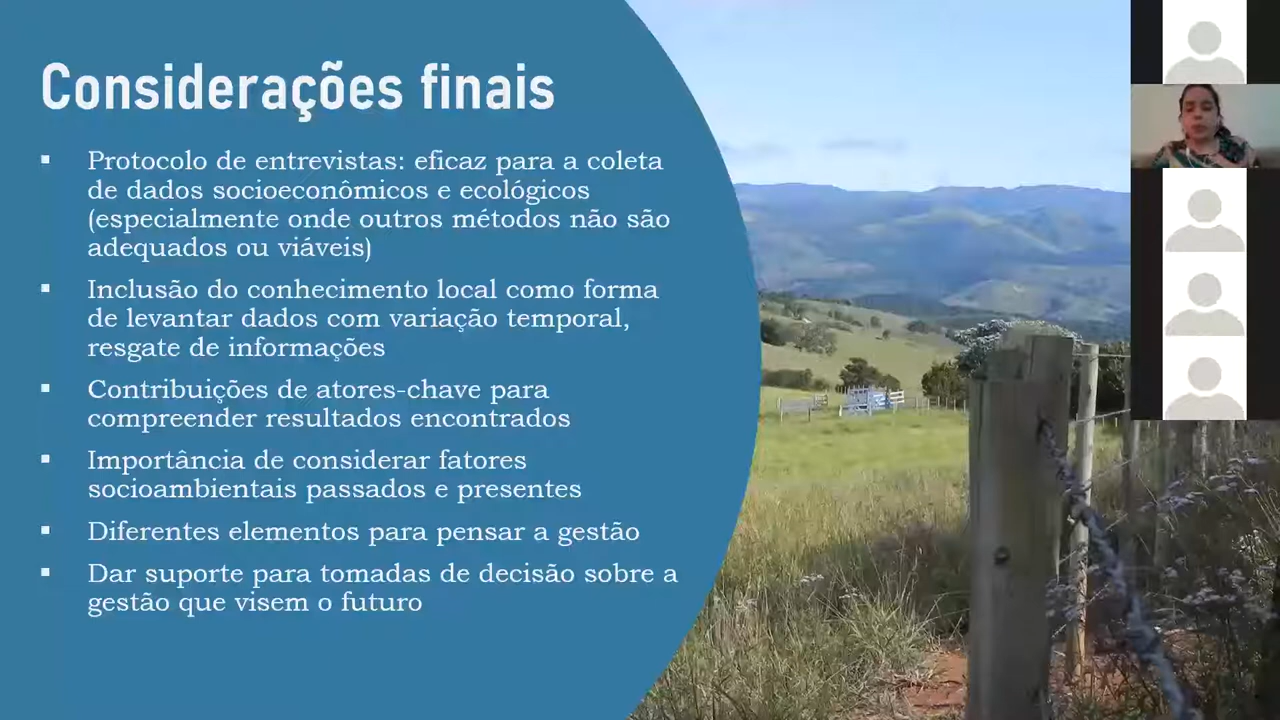 Considerações finais
Protocolo de entrevistas: eficaz para a coleta
de dados socioeconômicos e ecológicos
(especialmente onde outros métodos não são
adequados ou viáveis)
Inclusão do conhecimento local como forma
de levantar dados com variação temporal,
resgate de informações
Contribuições de atores-chave para
compreender resultados encontrados
Importância de considerar fatores
socioambientais passados e presentes
Diferentes elementos para pensar a gestão
Dar suporte para tomadas de decisão sobre a
gestão que visem o futuro